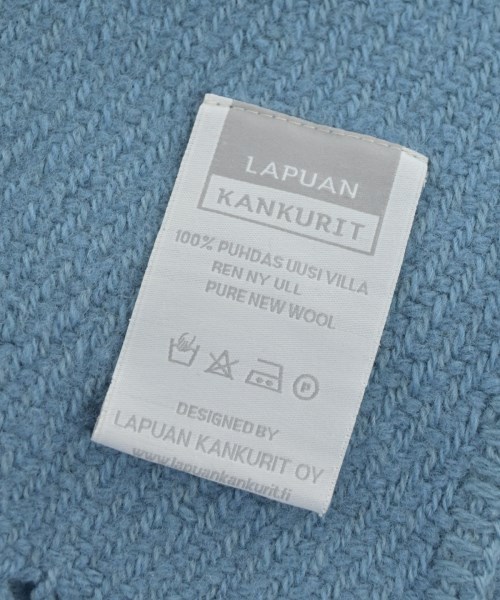 LAPUAN
KANKURIT
100% PUHDAS UUSI VILLA
REN NY ULL
PURE NEW WOOL
P
DESIGNED BY
LAPUAN KANKURIT OY
www.lapuankankurit.fi